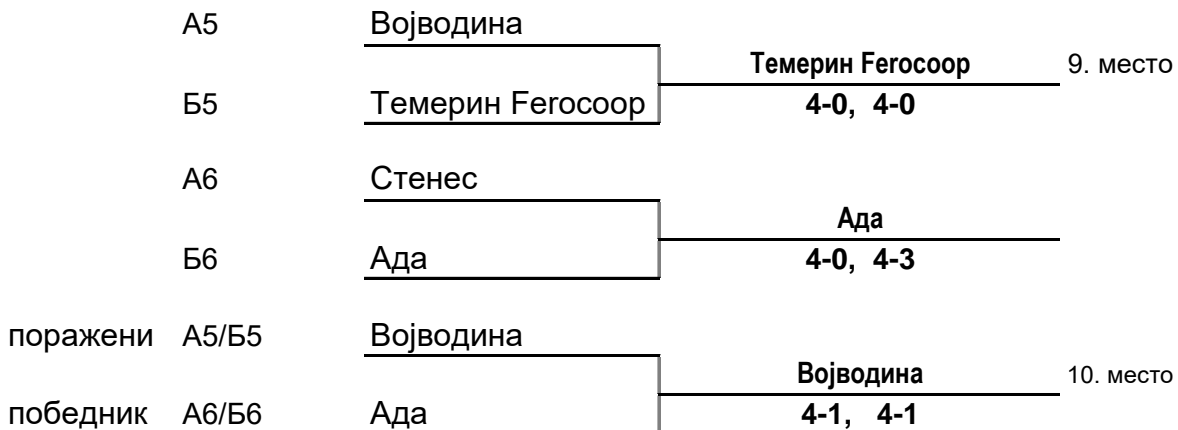 А5 Војводина
Темерин Ferocoop 9. место
Б5 Темерин Ferocoop 4-0, 4-0
А6 Стенес
Ада
Б6 Ада 4-0, 4-3
поражени А5/Б5 Војводина
Војводина 10. место
победник А6/Б6 Ада 4-1, 4-1